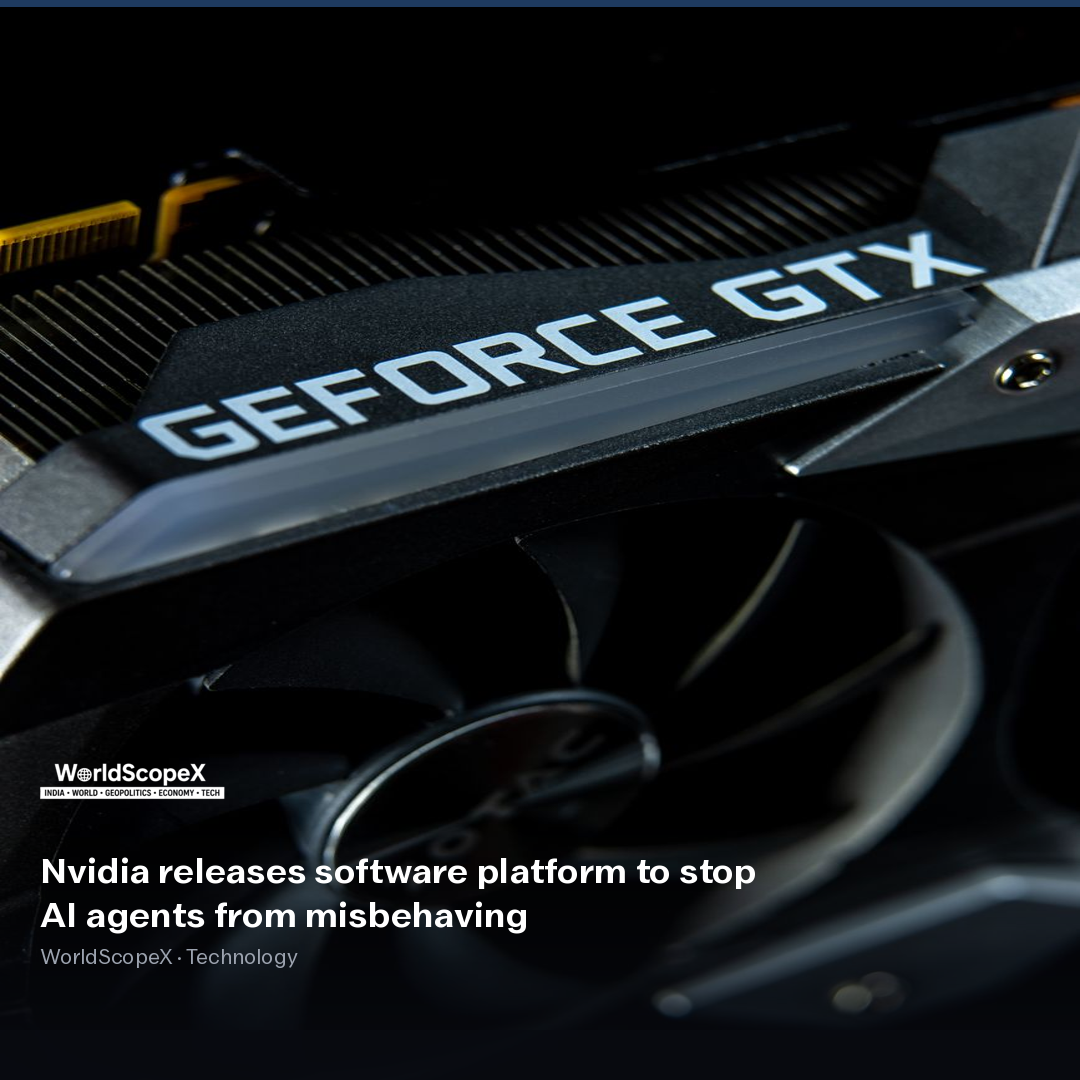 GEFORCE GTX
WorldScopeX
INDIA • WORLD • GEOPOLITICS • ECONOMY • TECH
Nvidia releases software platform to stop
AI agents from misbehaving
WorldScopeX · Technology